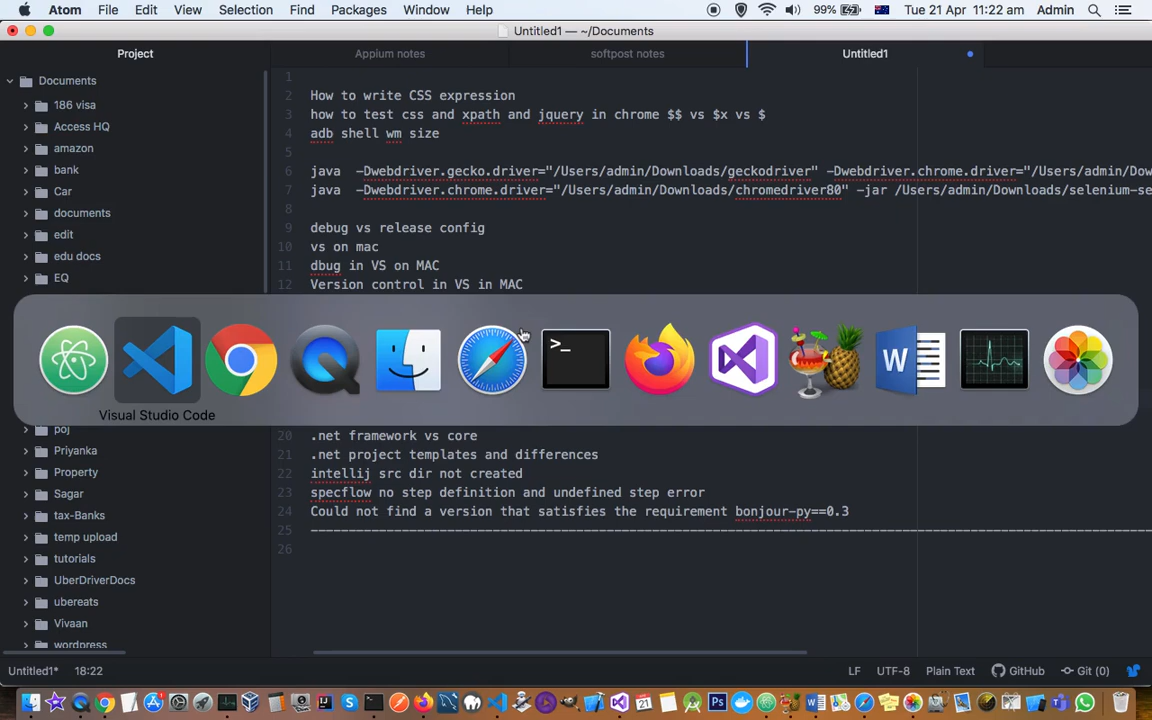 Atom File Edit View Selection Find Packages Window Help 99% Tue 21 Apr 11:22 am Admin
Untitled1 — ~/Documents
Project Appium notes softpost notes Untitled1
Documents
186 visa
Access HQ
amazon
bank
Car
documents
edit
edu docs
EQ
poj
Priyanka
Property
Sagar
tax-Banks
temp upload
tutorials
UberDriverDocs
ubereats
Vivaan
wordpress
1
2 How to write CSS expression
3 how to test css and xpath and jquery in chrome $$ vs $x vs $
4 adb shell wm size
5
6 java -Dwebdriver.gecko.driver="/Users/admin/Downloads/geckodriver" -Dwebdriver.chrome.driver="/Users/admin/Dow
7 java -Dwebdriver.chrome.driver="/Users/admin/Downloads/chromedriver80" -jar /Users/admin/Downloads/selenium-se
8
9 debug vs release config
10 vs on mac
11 dbug in VS on MAC
12 Version control in VS in MAC
Visual Studio Code
20 .net framework vs core
21 .net project templates and differences
22 intellij src dir not created
23 specflow no step definition and undefined step error
24 Could not find a version that satisfies the requirement bonjour-py==0.3
25
26
Untitled1* 18:22 LF UTF-8 Plain Text GitHub Git (0)